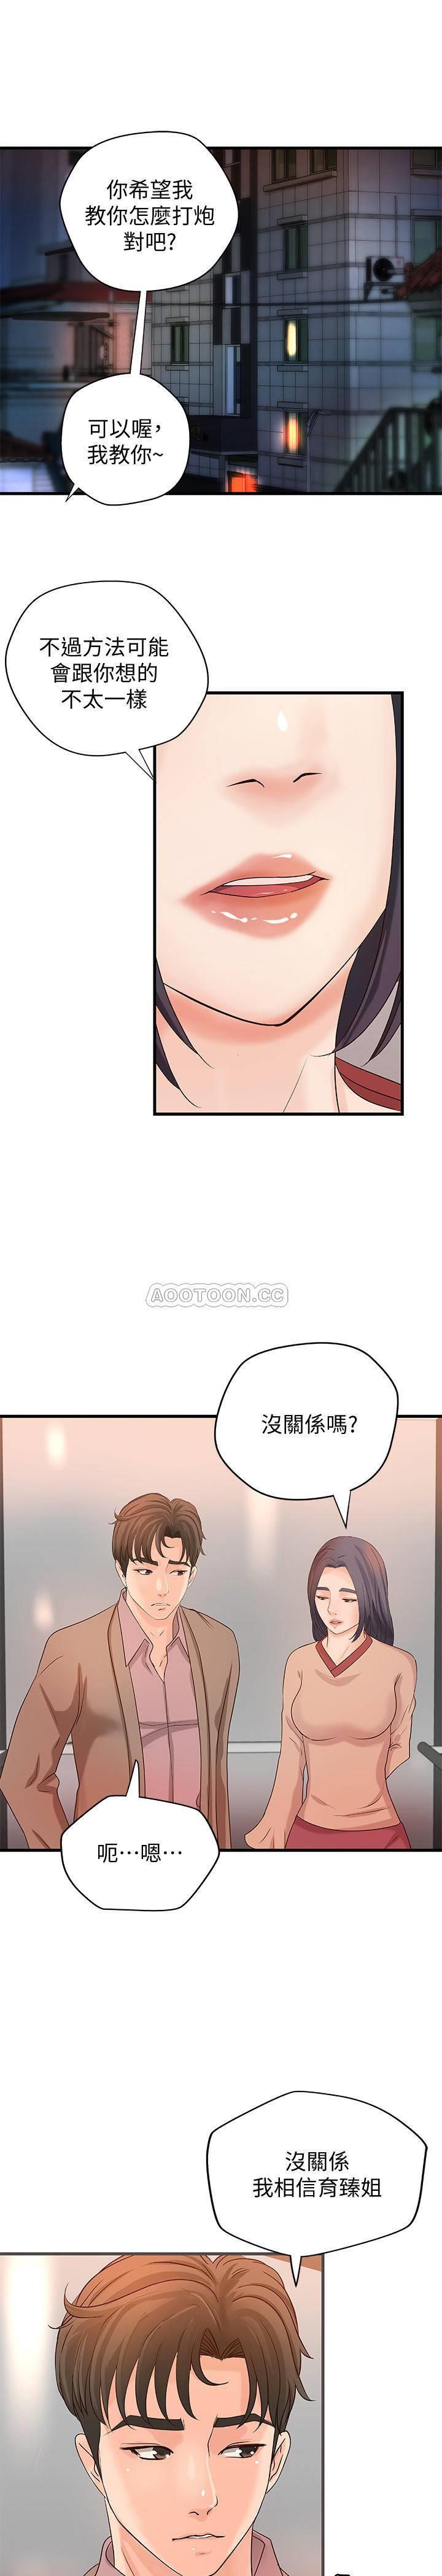 你希望我
教你怎麼打炮
對吧?
可以喔,
我教你~
不過方法可能
會跟你想的
不太一樣
AOOTOON.CC
沒關係嗎?
呃⋯嗯⋯
沒關係
我相信育臻姐